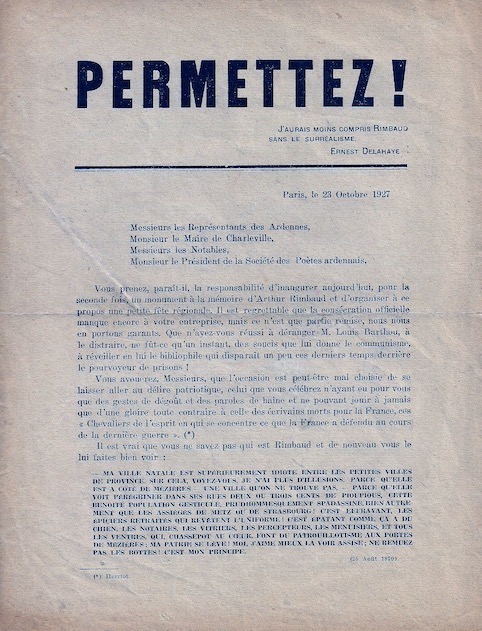 PERMETTEZ !
J'AURAIS MOINS COMPRIS RIMBAUD
SANS LE SURRÉALISME.
ERNEST DELAHAYE
Paris, le 23 Octobre 1927
Messieurs les Représentants des Ardennes,
Monsieur le Maire de Charleville,
Messieurs les Notables,
Monsieur le Président de la Société des Poètes ardennais,
Vous prenez, paraît-il, la responsabilité d'inaugurer aujourd'hui, pour la
seconde fois, un monument à la mémoire d'Arthur Rimbaud et d'organiser à ce
propos une petite fête régionale. Il est regrettable que la consécration officielle
manque encore à votre entreprise, mais ce n'est que partie remise, nous nous
en portons garants. Que n'avez-vous réussi à déranger M. Louis Barthou, à
le distraire, ne fût-ce qu'un instant, des soucis que lui donne le communisme,
à réveiller en lui le bibliophile qui disparaît un peu ces derniers temps derrière
le pourvoyeur de prisons !
Vous avouerez, Messieurs, que l'occasion est peut-être mal choisie de se
laisser aller au délire patriotique, celui que vous célébrez n'ayant eu pour vous
que des gestes de dégoût et des paroles de haine et ne pouvant jouir à jamais
que d'une gloire toute contraire à celle des écrivains morts pour la France, ces
« Chevaliers de l'esprit en qui se concentre ce que la France a défendu au cours
de la dernière guerre ». (*)
Il est vrai que vous ne savez pas qui est Rimbaud et de nouveau vous le
lui faites bien voir :
— MA VILLE NATALE EST SUPÉRIEUREMENT IDIOTE ENTRE LES PETITES VILLES
DE PROVINCE. SUR CELA, VOYEZ-VOUS, JE N'AI PLUS D'ILLUSIONS. PARCE QU'ELLE
EST A COTÉ DE MÉZIÈRES — UNE VILLE QU'ON NE TROUVE PAS, — PARCE QU'ELLE
VOIT PÉRÉGRINER DANS SES RUES DEUX OU TROIS CENTS DE PIOUPIOUS, CETTE
BENOITE POPULATION GESTICULE, PRUDHOMMESQUEMENT SPADASSINE, BIEN AUTRE-
MENT QUE LES ASSIÉGÉS DE METZ OU DE STRASBOURG ! C'EST EFFRAYANT, LES
ÉPICIERS RETRAITÉS QUI REVÊTENT L'UNIFORME ! C'EST ÉPATANT COMME, ÇA A DU
CHIEN, LES NOTAIRES, LES VITRIERS, LES PERCEPTEURS, LES MENUISIERS, ET TOUS
LES VENTRES, QUI, CHASSEPOT AU CŒUR, FONT DU PATROUILLOTISME AUX PORTES
DE MÉZIÈRES ; MA PATRIE SE LÈVE ! MOI, J'AIME MIEUX LA VOIR ASSISE ; NE REMUEZ
PAS LES BOTTES ! C'EST MON PRINCIPE.
(25 Août 1870)
(*) Herriot